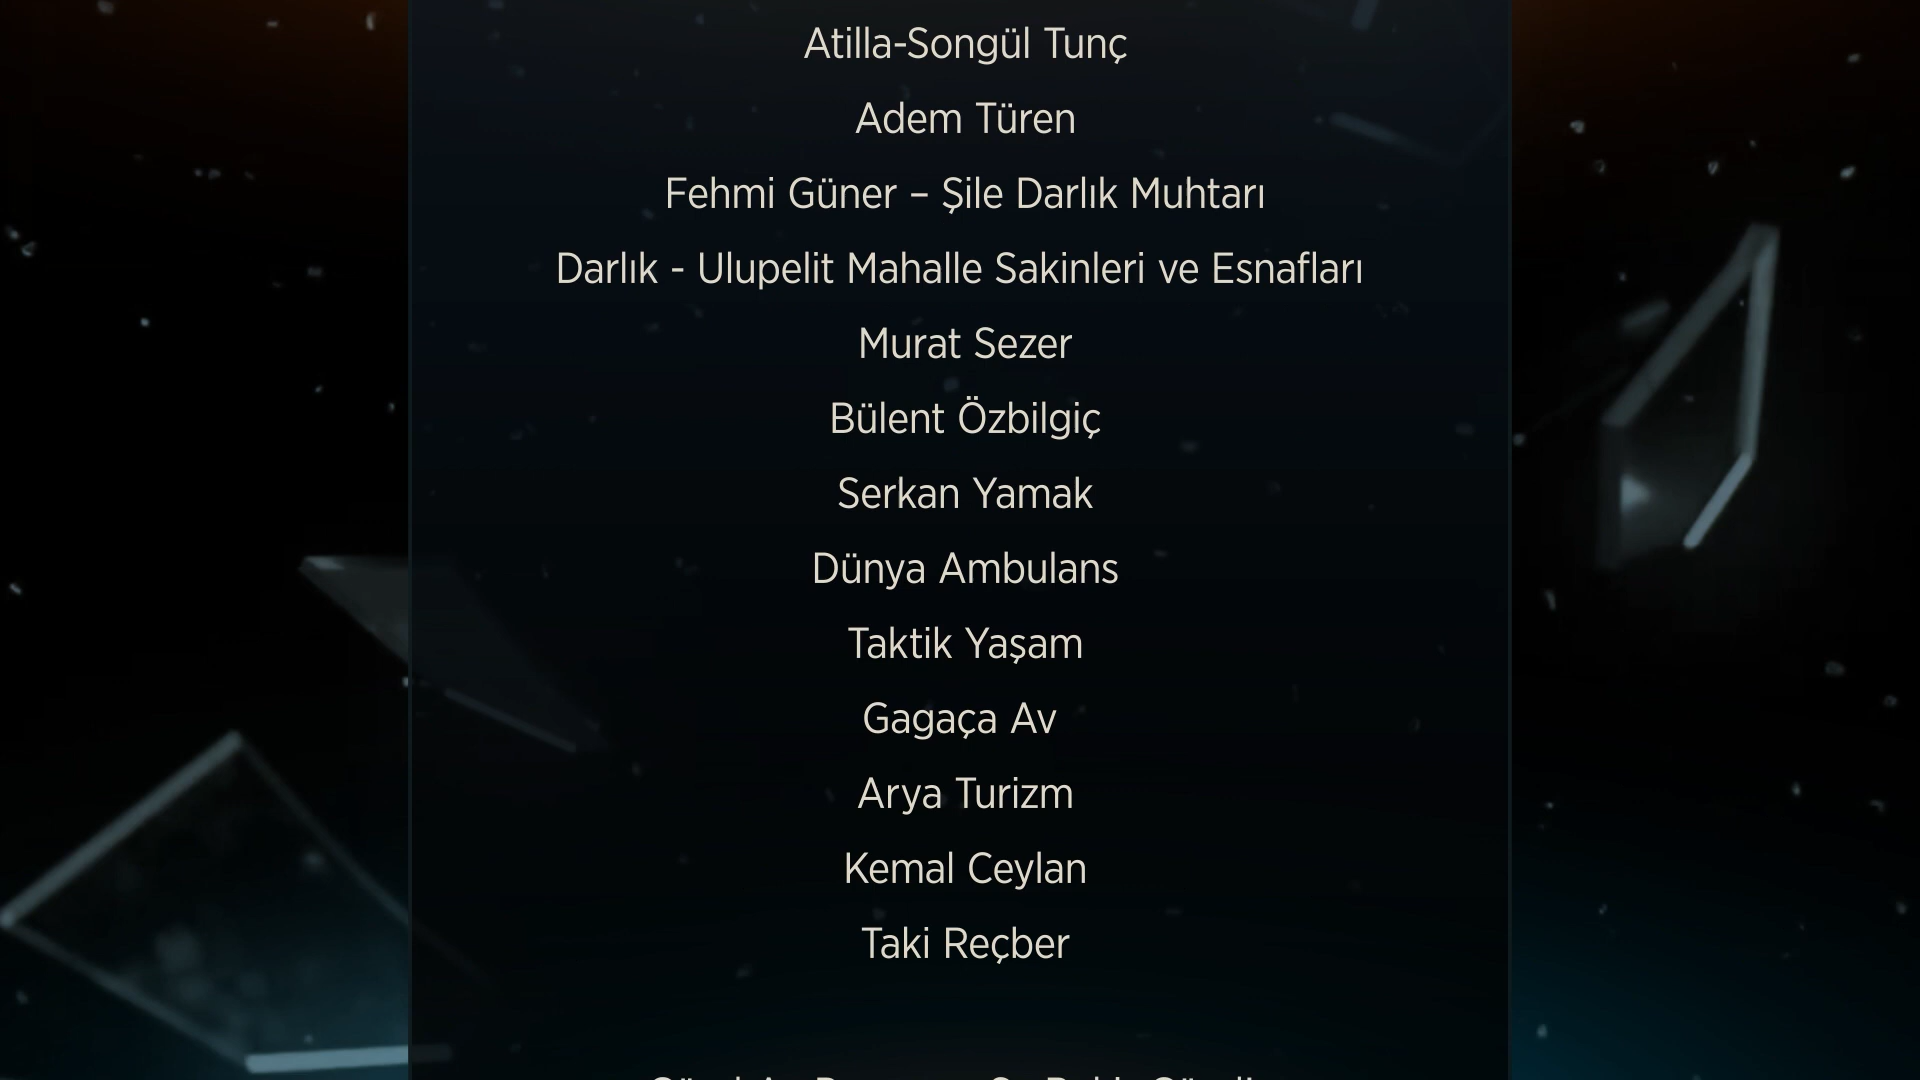 Atilla-Songül Tunç
Adem Türen
Fehmi Güner – Şile Darlık Muhtarı
Darlık - Ulupelit Mahalle Sakinleri ve Esnafları
Murat Sezer
Bülent Özbilgiç
Serkan Yamak
Dünya Ambulans
Taktik Yaşam
Gagaça Av
Arya Turizm
Kemal Ceylan
Taki Reçber